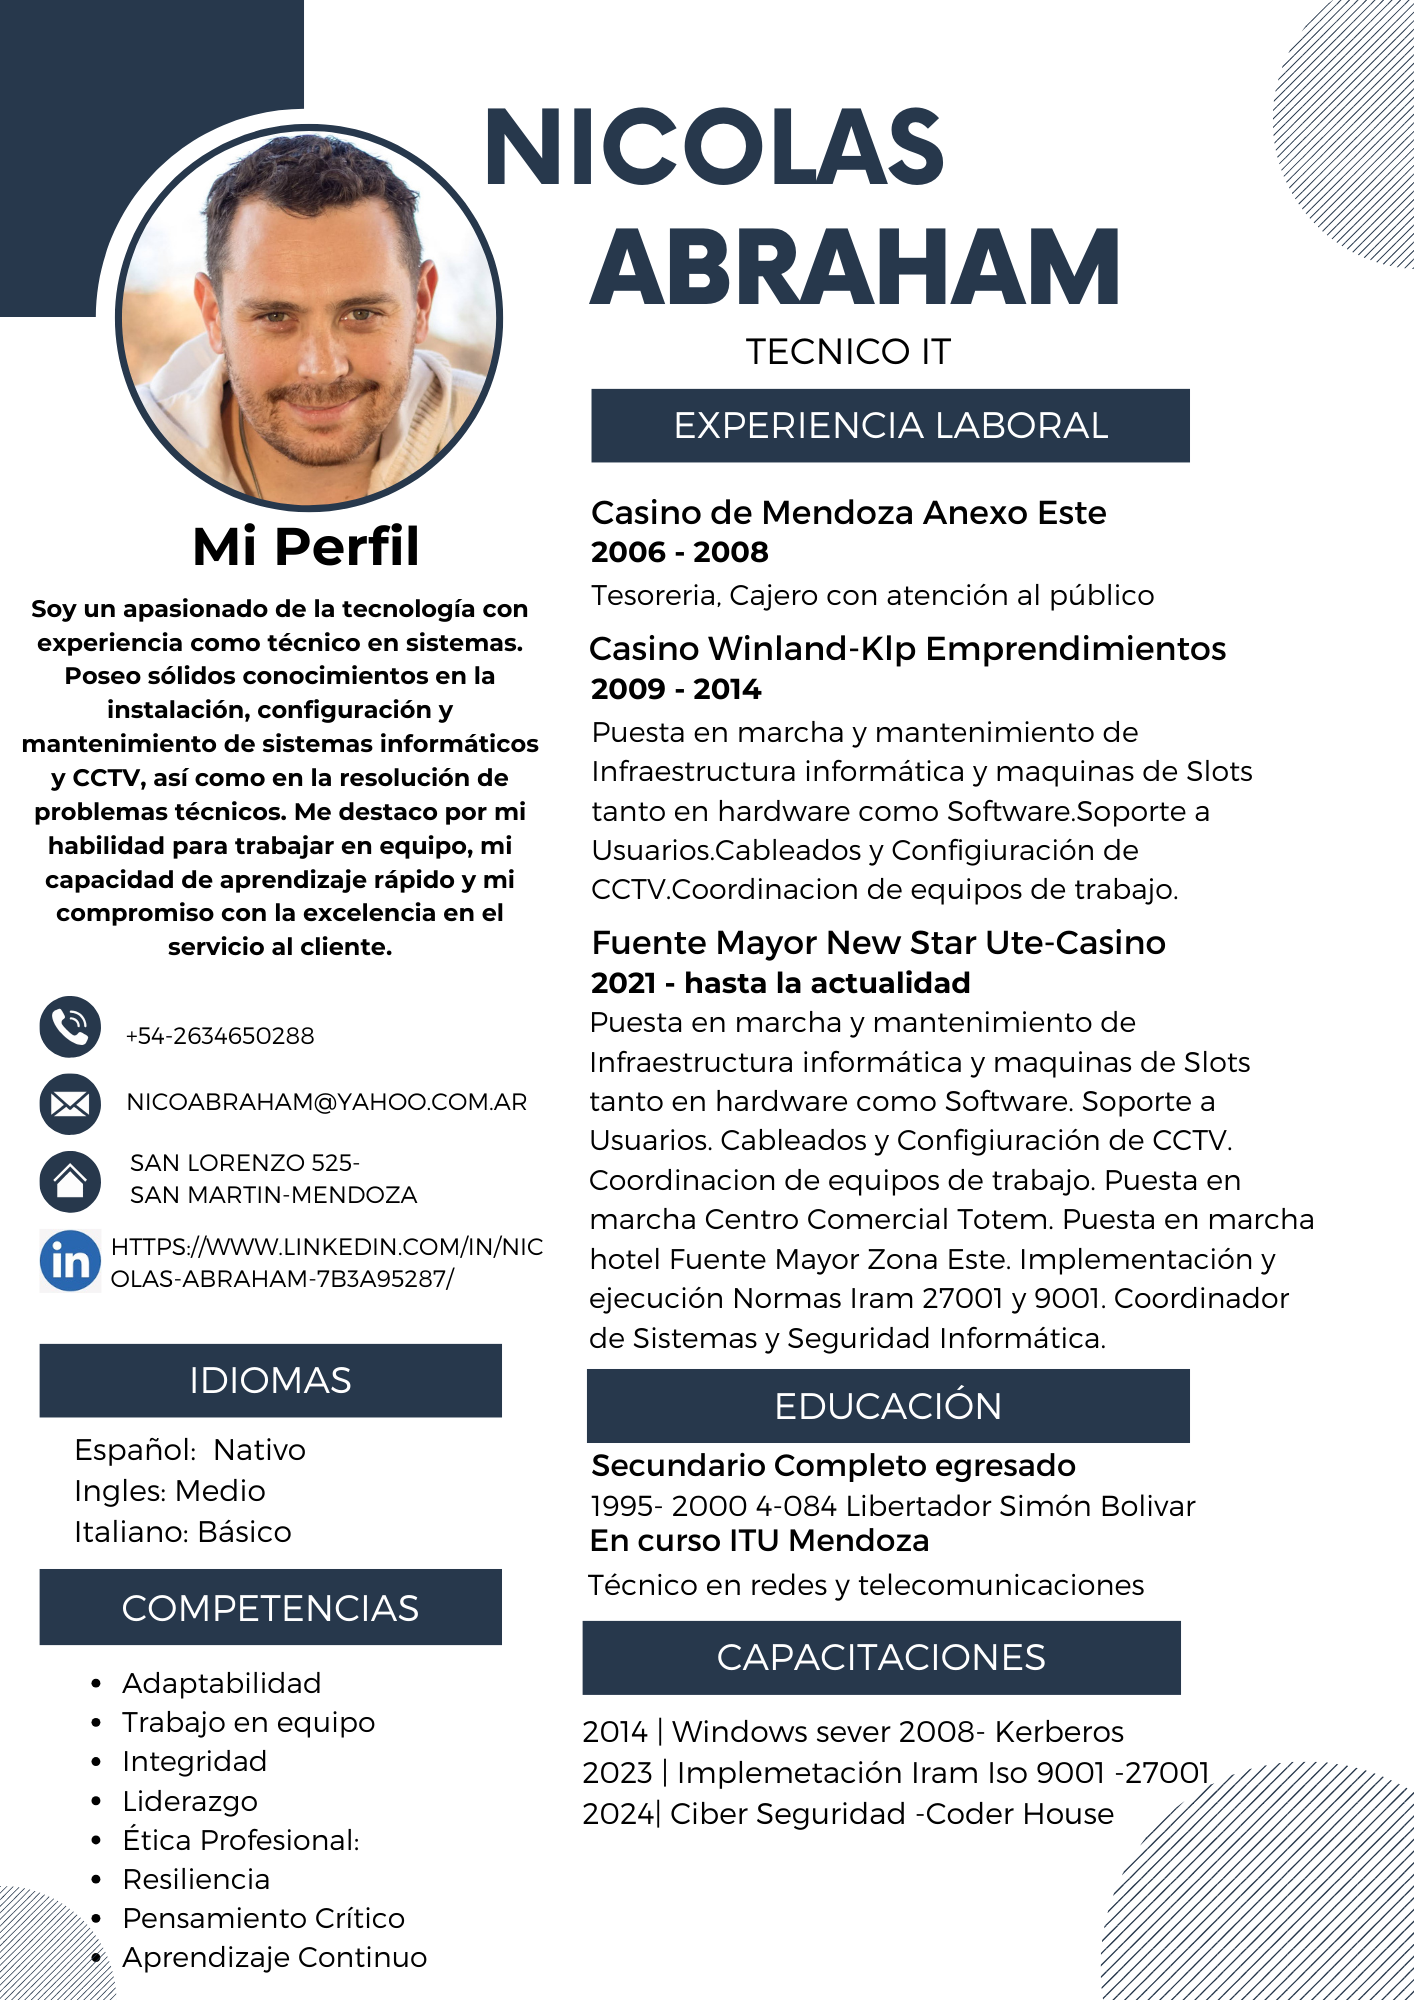 NICOLAS
ABRAHAM
TECNICO IT
Mi Perfil
Soy un apasionado de la tecnología con
experiencia como técnico en sistemas.
Poseo sólidos conocimientos en la
instalación, configuración y
mantenimiento de sistemas informáticos
y CCTV, así como en la resolución de
problemas técnicos. Me destaco por mi
habilidad para trabajar en equipo, mi
capacidad de aprendizaje rápido y mi
compromiso con la excelencia en el
servicio al cliente.
+54-2634650288
NICOABRAHAM@YAHOO.COM.AR
SAN LORENZO 525-
SAN MARTIN-MENDOZA
in
HTTPS://WWW.LINKEDIN.COM/IN/NIC
OLAS-ABRAHAM-7B3A95287/
IDIOMAS
Español:  Nativo
Ingles: Medio
Italiano: Básico
COMPETENCIAS
• Adaptabilidad
• Trabajo en equipo
• Integridad
• Liderazgo
• Ética Profesional:
• Resiliencia
• Pensamiento Crítico
• Aprendizaje Continuo
EXPERIENCIA LABORAL
Casino de Mendoza Anexo Este
2006 - 2008
Tesoreria, Cajero con atención al público
Casino Winland-Klp Emprendimientos
2009 - 2014
Puesta en marcha y mantenimiento de
Infraestructura informática y maquinas de Slots
tanto en hardware como Software.Soporte a
Usuarios.Cableados y Configiuración de
CCTV.Coordinacion de equipos de trabajo.
Fuente Mayor New Star Ute-Casino
2021 - hasta la actualidad
Puesta en marcha y mantenimiento de
Infraestructura informática y maquinas de Slots
tanto en hardware como Software. Soporte a
Usuarios. Cableados y Configiuración de CCTV.
Coordinacion de equipos de trabajo. Puesta en
marcha Centro Comercial Totem. Puesta en marcha
hotel Fuente Mayor Zona Este. Implementación y
ejecución Normas Iram 27001 y 9001. Coordinador
de Sistemas y Seguridad Informática.
EDUCACIÓN
Secundario Completo egresado
1995- 2000 4-084 Libertador Simón Bolivar
En curso ITU Mendoza
Técnico en redes y telecomunicaciones
CAPACITACIONES
2014 | Windows sever 2008- Kerberos
2023 | Implemetación Iram Iso 9001 -27001
2024| Ciber Seguridad -Coder House